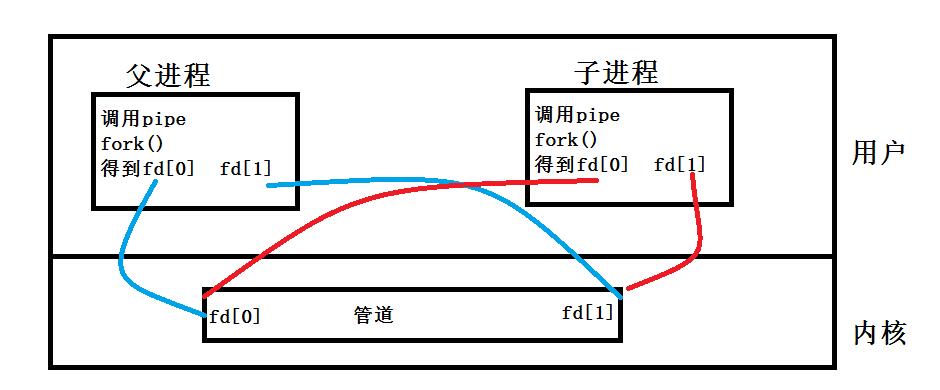 父进程
调用pipe
fork()
得到fd[0] fd[1]
子进程
调用pipe
fork()
得到fd[0] fd[1]
用户
fd[0] 管道 fd[1]
内核